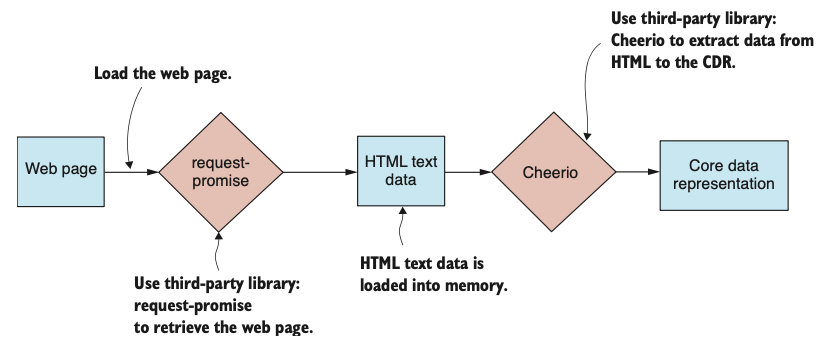 Use third-party library:
Cheerio to extract data from
HTML to the CDR.
Load the web page.
Web page
request-
promise
HTML text
data
Cheerio
Core data
representation
Use third-party library:
request-promise
to retrieve the web page.
HTML text data is
loaded into memory.